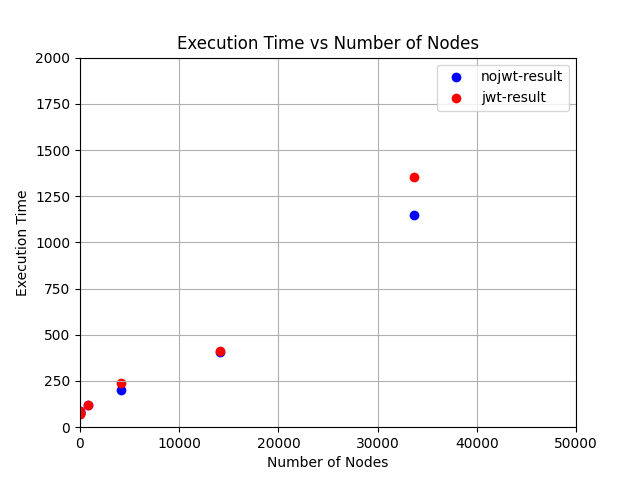 Execution Time vs Number of Nodes
nojwt-result
jwt-result
2000
1750
1500
1250
1000
750
500
250
0
Execution Time
0 10000 20000 30000 40000 50000
Number of Nodes